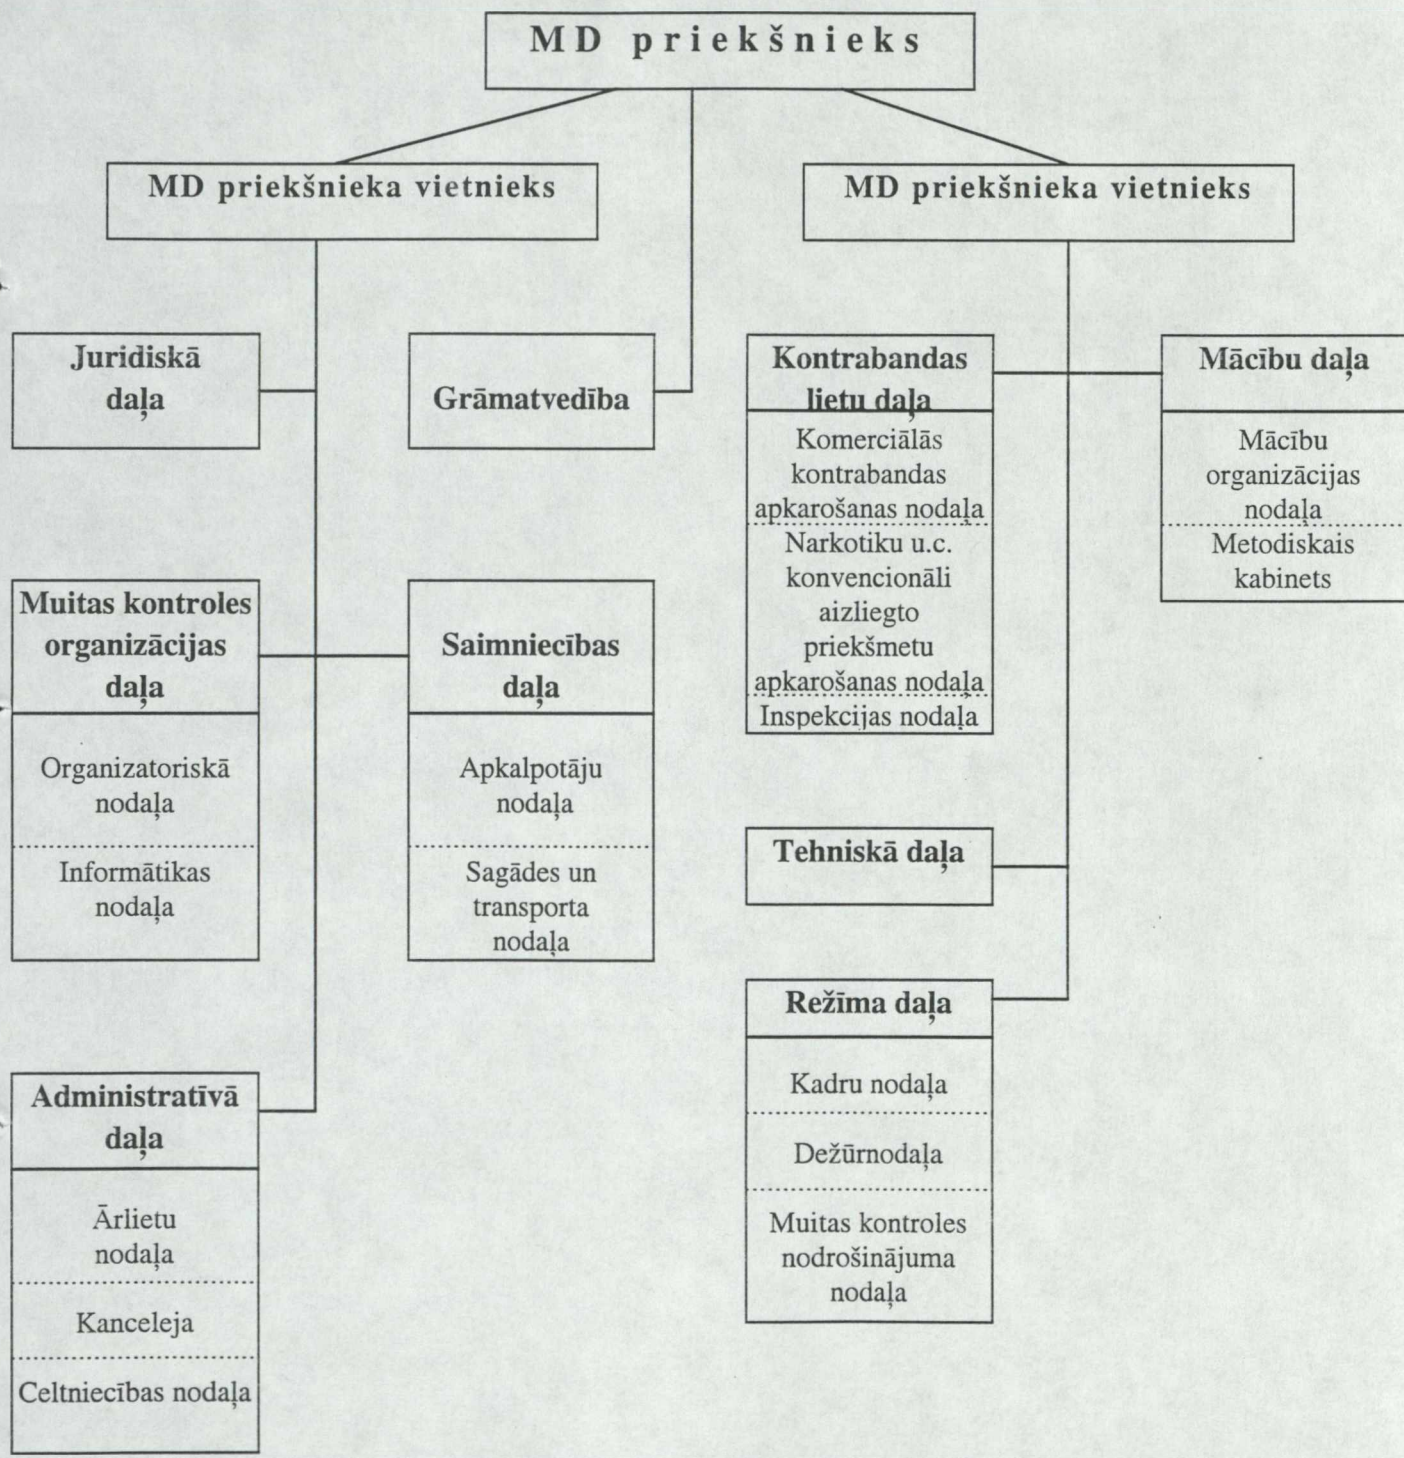 MD priekšnieks
MD priekšnieka vietnieks
MD priekšnieka vietnieks
Juridiskā
daļa
Grāmatvedība
Kontrabandas
lietu daļa
Komerciālās
kontrabandas
apkarošanas nodaļa
Narkotiku u.c.
konvencionāli
aizliegto
priekšmetu
apkarošanas nodaļa
Inspekcijas nodaļa
Mācību daļa
Mācību
organizācijas
nodaļa
Metodiskais
kabinets
Muitas kontroles
organizācijas
daļa
Organizatoriskā
nodaļa
Informātikas
nodaļa
Saimniecības
daļa
Apkalpotāju
nodaļa
Sagādes un
transporta
nodaļa
Tehniskā daļa
Režīma daļa
Kadru nodaļa
Dežūrnodaļa
Muitas kontroles
nodrošinājuma
nodaļa
Administratīvā
daļa
Ārlietu
nodaļa
Kanceleja
Celtniecības nodaļa